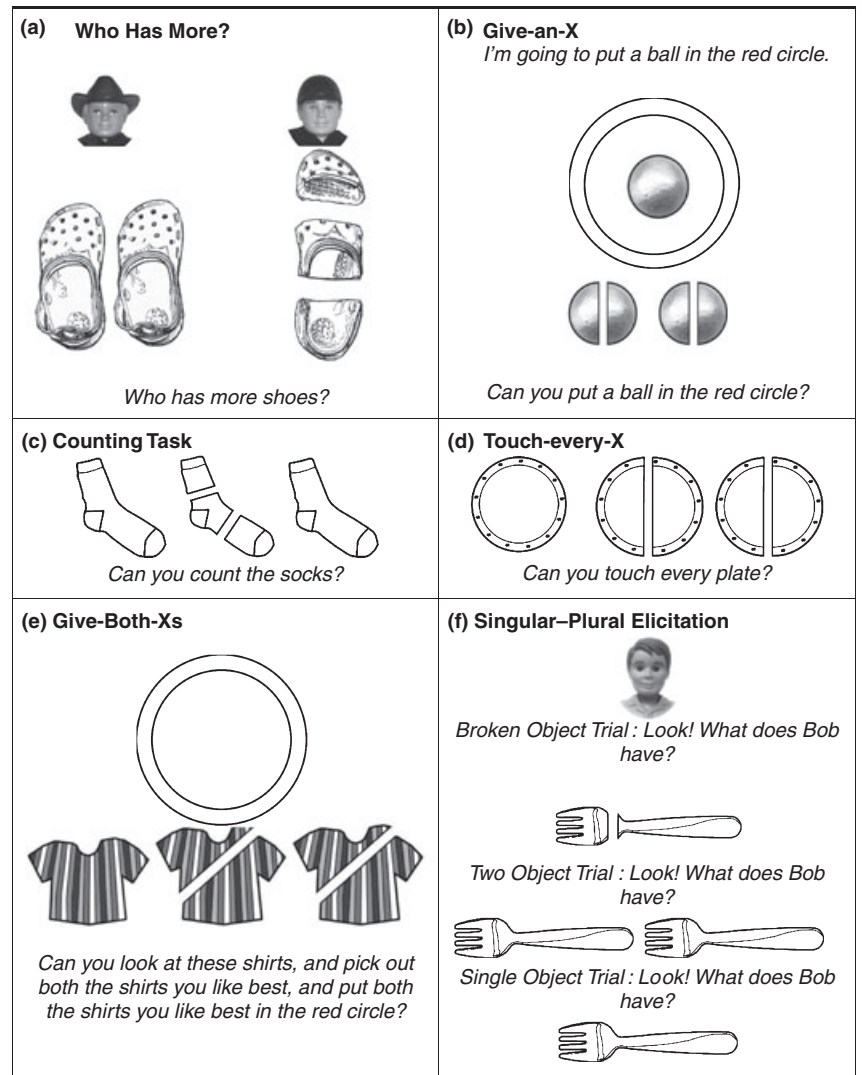 (a) Who Has More?
Who has more shoes?
(b) Give-an-X
I'm going to put a ball in the red circle.
Can you put a ball in the red circle?
(c) Counting Task
Can you count the socks?
(d) Touch-every-X
Can you touch every plate?
(e) Give-Both-Xs
Can you look at these shirts, and pick out
both the shirts you like best, and put both
the shirts you like best in the red circle?
(f) Singular–Plural Elicitation
Broken Object Trial : Look! What does Bob
have?
Two Object Trial : Look! What does Bob
have?
Single Object Trial : Look! What does Bob
have?